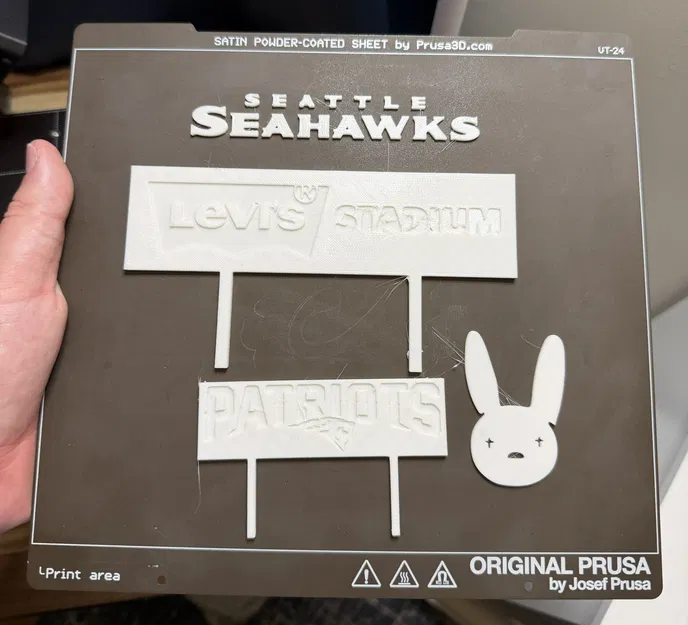 SATIN POWDER-COATED SHEET by Prusa3D.com
VT-24
SEATTLE
SEAHAWKS
Levi's® STADIUM
PATRIOTS
Print area
ORIGINAL PRUSA
by Josef Prusa